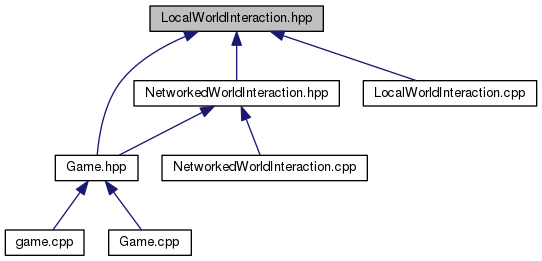 LocalWorldInteraction.hpp
NetworkedWorldInteraction.hpp
LocalWorldInteraction.cpp
Game.hpp
NetworkedWorldInteraction.cpp
game.cpp
Game.cpp